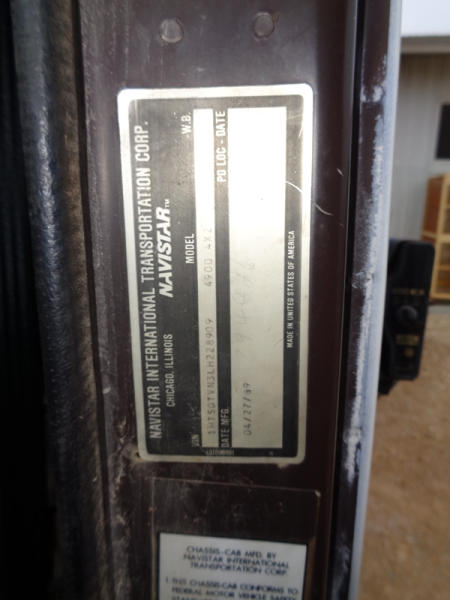 NAVISTAR INTERNATIONAL TRANSPORTATION CORP.
CHICAGO, ILLINOIS NAVISTAR™
VIN MODEL -W.B.
4900 4X2
DATE-MFG. PO LOC - DATE
04/27/89
MADE IN UNITED STATES OF AMERICA
CHASSIS-CAB MFD. BY
NAVISTAR INTERNATIONAL
TRANSPORTATION CORP.
1. THIS CHASSIS-CAB CONFORMS TO
FEDERAL MOTOR VEHICLE SAFETY